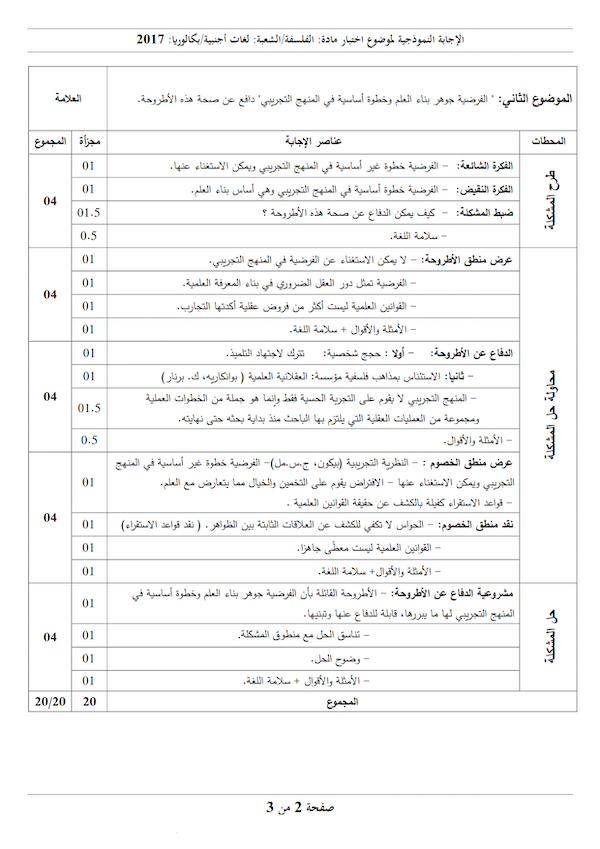 الإجابة النموذجية لموضوع اختبار مادة: الفلسفة/الشعبة: لغات أجنبية/بكالوريا: 2017
الموضوع الثاني: " الفرضية جوهر بناء العلم وخطوة أساسية في المنهج التجريبي" دافع عن صحة هذه الأطروحة.
العلامة
المحطات
عناصر الإجابة
مجزأة
المجموع
طرح المشكلة
الفكرة الشائعة: – الفرضية خطوة غير أساسية في المنهج التجريبي ويمكن الاستغناء عنها.
01
04
الفكرة النقيض: – الفرضية خطوة أساسية في المنهج التجريبي وهي أساس بناء العلم.
01
ضبط المشكلة: – كيف يمكن الدفاع عن صحة هذه الأطروحة ؟
01.5
– سلامة اللغة.
0.5
محاولة حل المشكلة
عرض منطق الأطروحة: – لا يمكن الاستغناء عن الفرضية في المنهج التجريبي.
01
04
– الفرضية تمثل دور العقل الضروري في بناء المعرفة العلمية.
01
– القوانين العلمية ليست أكثر من فروض عقلية أكدتها التجارب.
01
– الأمثلة والأقوال + سلامة اللغة.
01
الدفاع عن الأطروحة: – أولا : حجج شخصية: تترك لاجتهاد التلميذ.
01
04
– ثانيا: الاستئناس بمذاهب فلسفية مؤسسة: العقلانية العلمية ( بوانكاريه، ك. برنار)
01
– المنهج التجريبي لا يقوم على التجربة الحسية فقط وإنما هو جملة من الخطوات العملية
ومجموعة من العمليات العقلية التي يلتزم بها الباحث منذ بداية بحثه حتى نهايته.
01.5
– الأمثلة والأقوال.
0.5
عرض منطق الخصوم : – النظرية التجريبية (بيكون، ج.س.مل)– الفرضية خطوة غير أساسية في المنهج
التجريبي ويمكن الاستغناء عنها – الافتراض يقوم على التخمين والخيال مما يتعارض مع العلم.
– قواعد الاستقراء كفيلة بالكشف عن حقيقة القوانين العلمية .
01
04
نقد منطق الخصوم: – الحواس لا تكفي للكشف عن العلاقات الثابتة بين الظواهر. ( نقد قواعد الاستقراء)
01
– القوانين العلمية ليست معطًى جاهزا.
01
– الأمثلة والأقوال+ سلامة اللغة.
01
حل المشكلة
مشروعية الدفاع عن الأطروحة: – الأطروحة القائلة بأن الفرضية جوهر بناء العلم وخطوة أساسية في
المنهج التجريبي لها ما يبررها، قابلة للدفاع عنها وتبنيها.
01
04
– تناسق الحل مع منطوق المشكلة.
01
– وضوح الحل.
01
– الأمثلة والأقوال + سلامة اللغة.
01
المجموع
20
20/20
صفحة 2 من 3